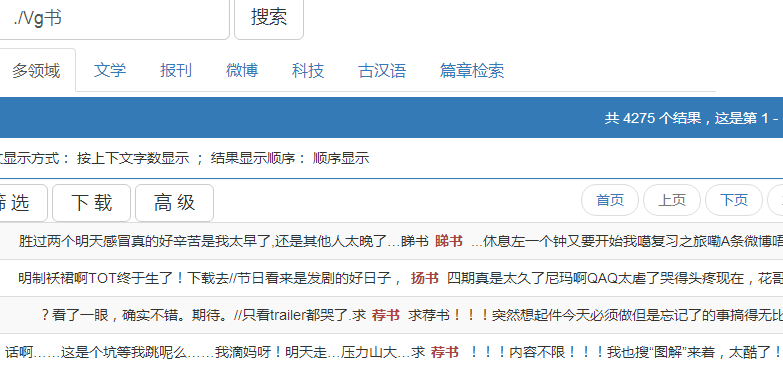 ./Vg书 搜索
多领域 文学 报刊 微博 科技 古汉语 篇章检索
共 4275 个结果，这是第 1 -
显示方式： 按上下文字数显示 ； 结果显示顺序： 顺序显示
筛 选 下 载 高 级 首页 上页 下页
胜过两个明天感冒真的好辛苦是我太早了,还是其他人太晚了…睇书 睇书 …休息左一个钟又要开始我嘅复习之旅嘞A条微博唔
明制袄裙啊TOT终于生了！下载去//节日看来是发剧的好日子， 扬书 四期真是太久了尼玛啊QAQ太虐了哭得头疼现在，花哥
？看了一眼，确实不错。期待。//只看trailer都哭了.求 荐书 求荐书！！！突然想起件今天必须做但是忘记了的事搞得无比
话啊……这是个坑等我跳呢么……我滴妈呀！明天走…压力山大…求 荐书 ！！！内容不限！！！我也搜“图解”来着，太酷了！